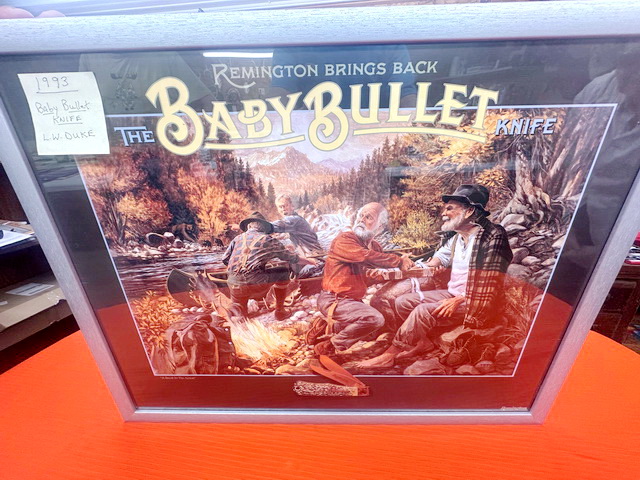 1993
Baby Bullet
KNIFE
L.W. DUKE
REMINGTON BRINGS BACK
THE BABY BULLET KNIFE